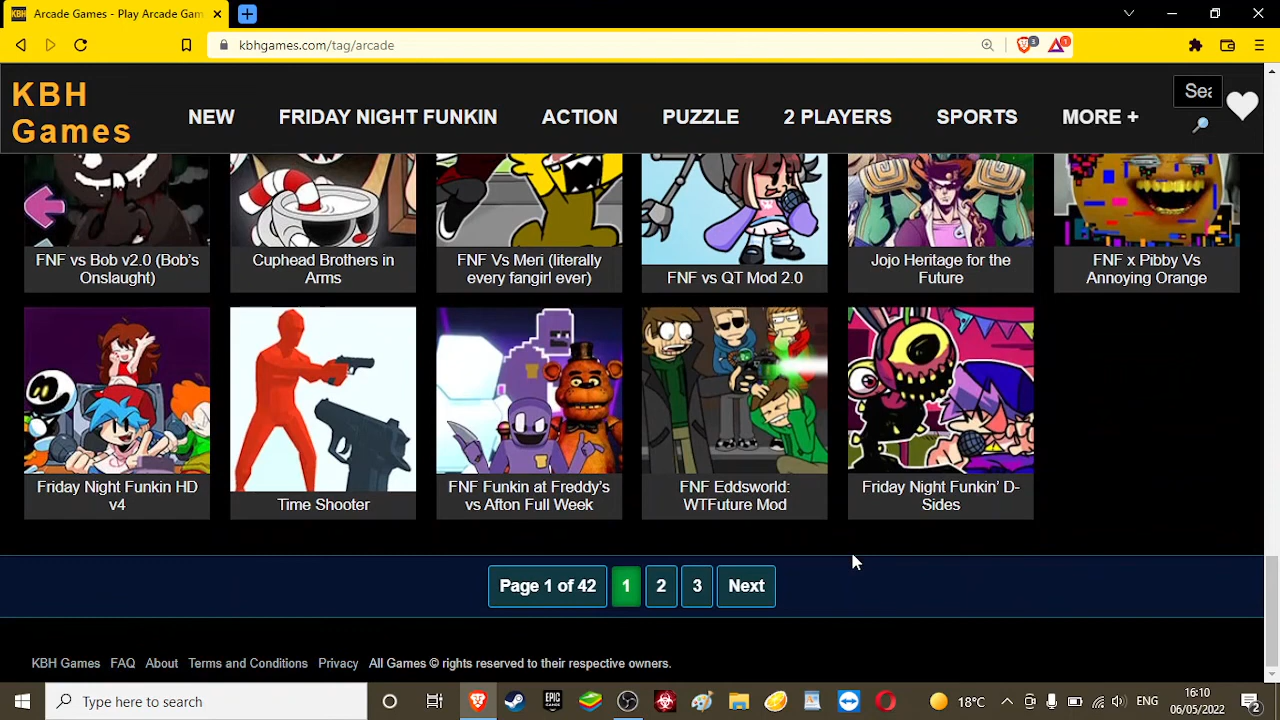 KBH
Arcade Games - Play Arcade Gam
kbhgames.com/tag/arcade
3
1
KBH
Games
NEW
FRIDAY NIGHT FUNKIN
ACTION
PUZZLE
2 PLAYERS
SPORTS
MORE +
Sea
FNF vs Bob v2.0 (Bob's
Onslaught)
Cuphead Brothers in
Arms
FNF Vs Meri (literally
every fangirl ever)
FNF vs QT Mod 2.0
Jojo Heritage for the
Future
FNF x Pibby Vs
Annoying Orange
Friday Night Funkin HD
v4
Time Shooter
FNF Funkin at Freddy's
vs Afton Full Week
FNF Eddsworld:
WTFuture Mod
Friday Night Funkin' D-
Sides
Page 1 of 42
1
2
3
Next
KBH Games
FAQ
About
Terms and Conditions
Privacy
All Games © rights reserved to their respective owners.
Type here to search
EPIC
GAMES
18°C
ENG
16:10
06/05/2022
2